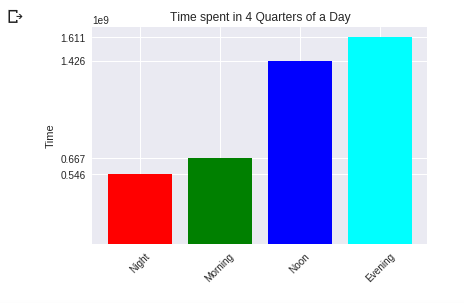 Time spent in 4 Quarters of a Day
1e9
1.611
1.426
0.667
0.546
Time
Night
Morning
Noon
Evening